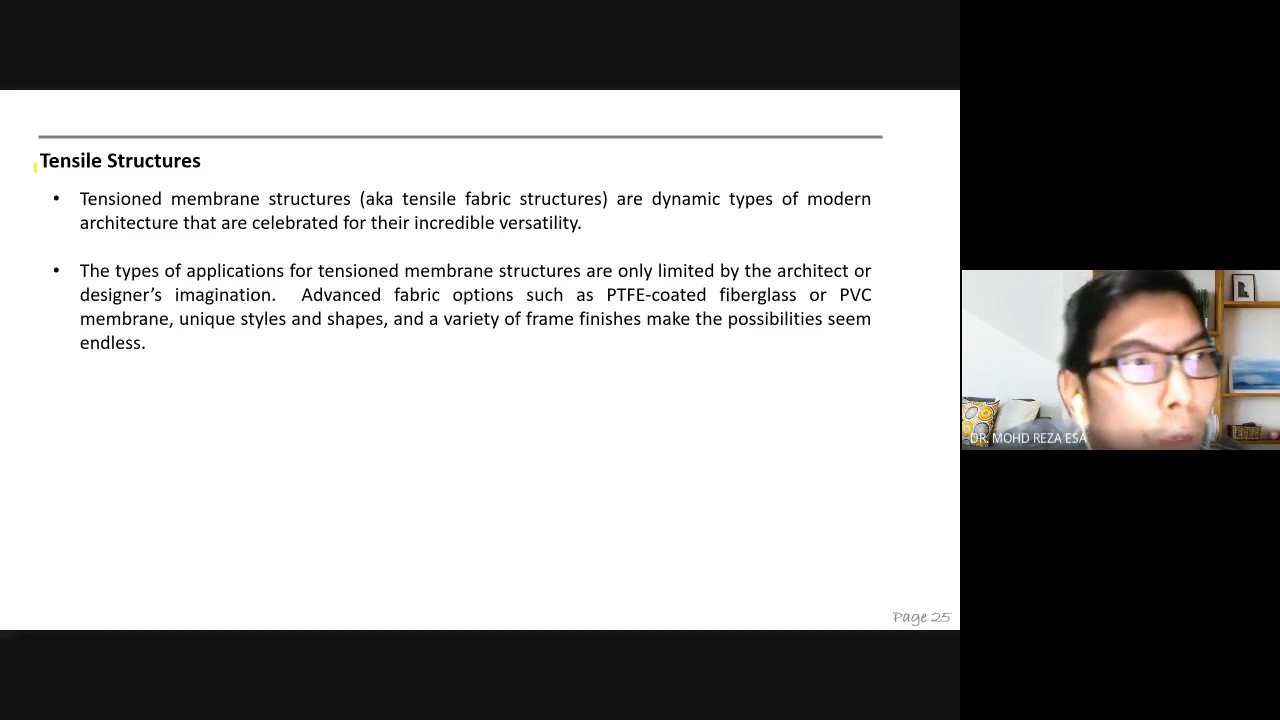 Tensile Structures
• Tensioned membrane structures (aka tensile fabric structures) are dynamic types of modern
architecture that are celebrated for their incredible versatility.
• The types of applications for tensioned membrane structures are only limited by the architect or
designer’s imagination. Advanced fabric options such as PTFE-coated fiberglass or PVC
membrane, unique styles and shapes, and a variety of frame finishes make the possibilities seem
endless.
DR. MOHD REZA ESA
Page 25